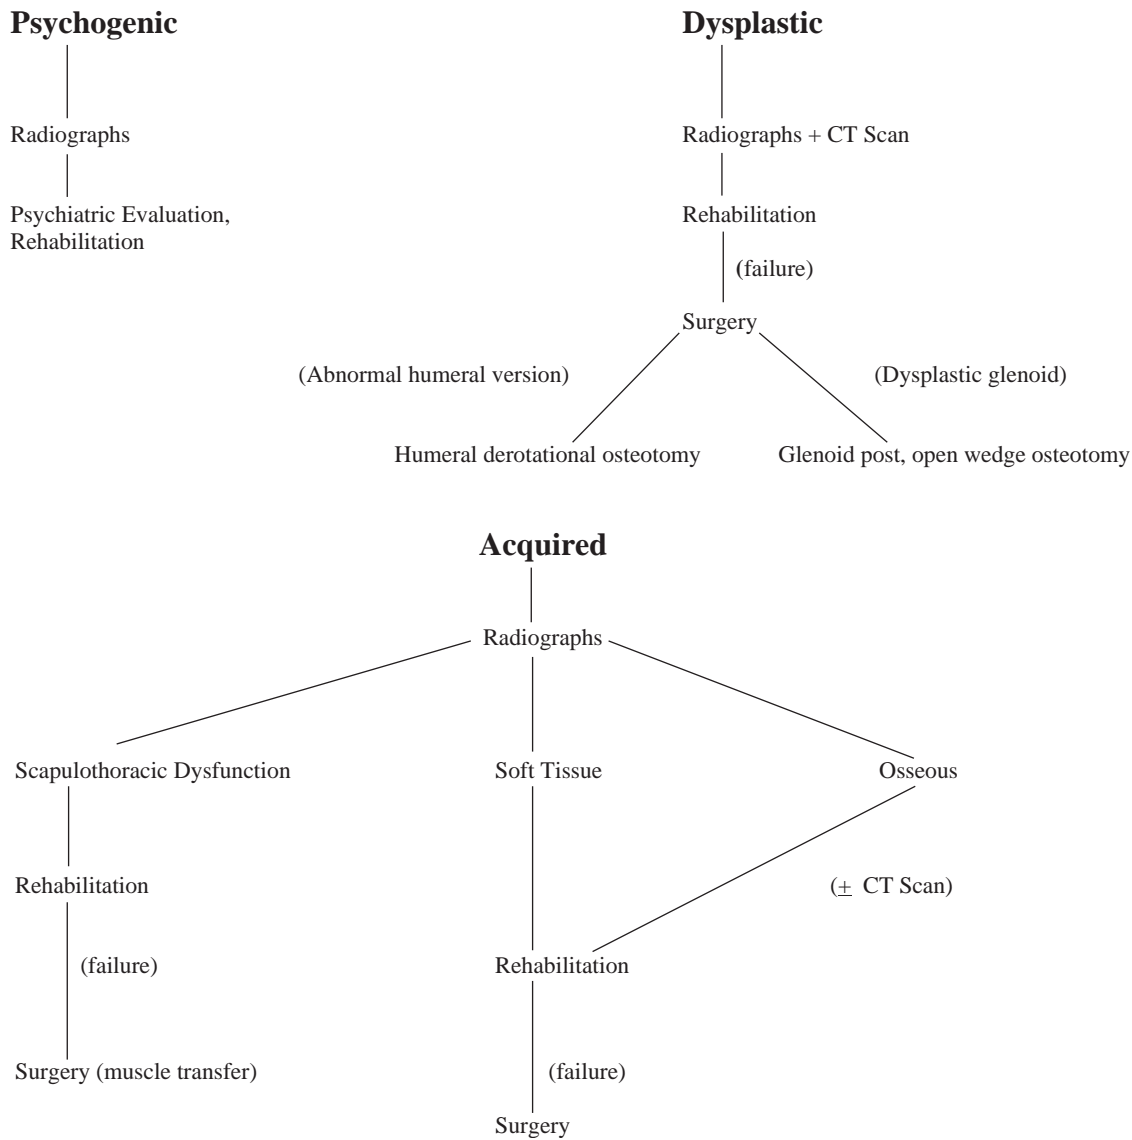 Psychogenic
Radiographs
Psychiatric Evaluation,
Rehabilitation
Dysplastic
Radiographs + CT Scan
Rehabilitation
(failure)
Surgery
(Abnormal humeral version)
(Dysplastic glenoid)
Humeral derotational osteotomy
Glenoid post, open wedge osteotomy
Acquired
Radiographs
Scapulothoracic Dysfunction
Soft Tissue
Osseous
Rehabilitation
(± CT Scan)
(failure)
Rehabilitation
Surgery (muscle transfer)
(failure)
Surgery